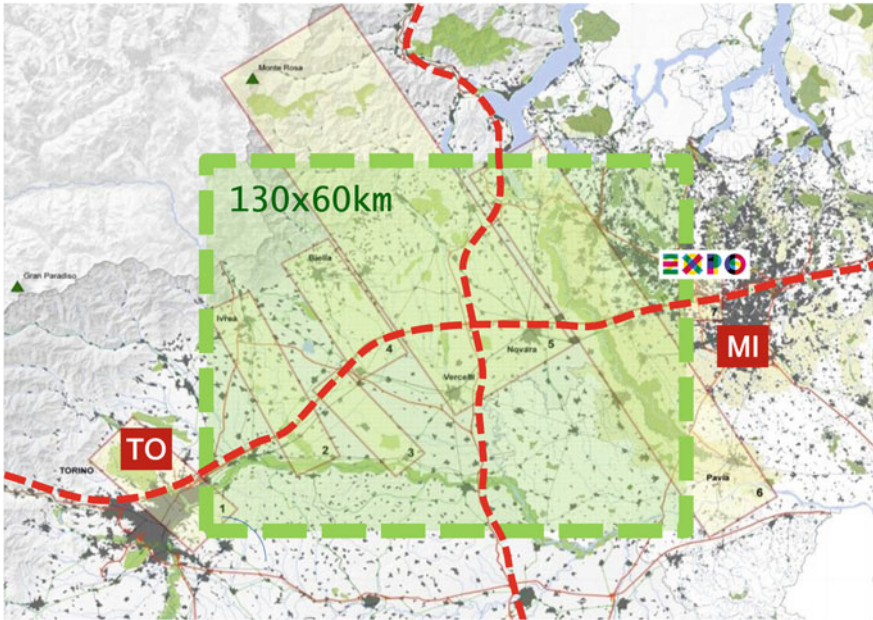 Monte Rosa
130x60km
Gran Paradiso
Biella
EXPO
Ivrea
7
MI
4
Novara
5
Vercelli
TO
TORINO
2
3
Pavia
6
1